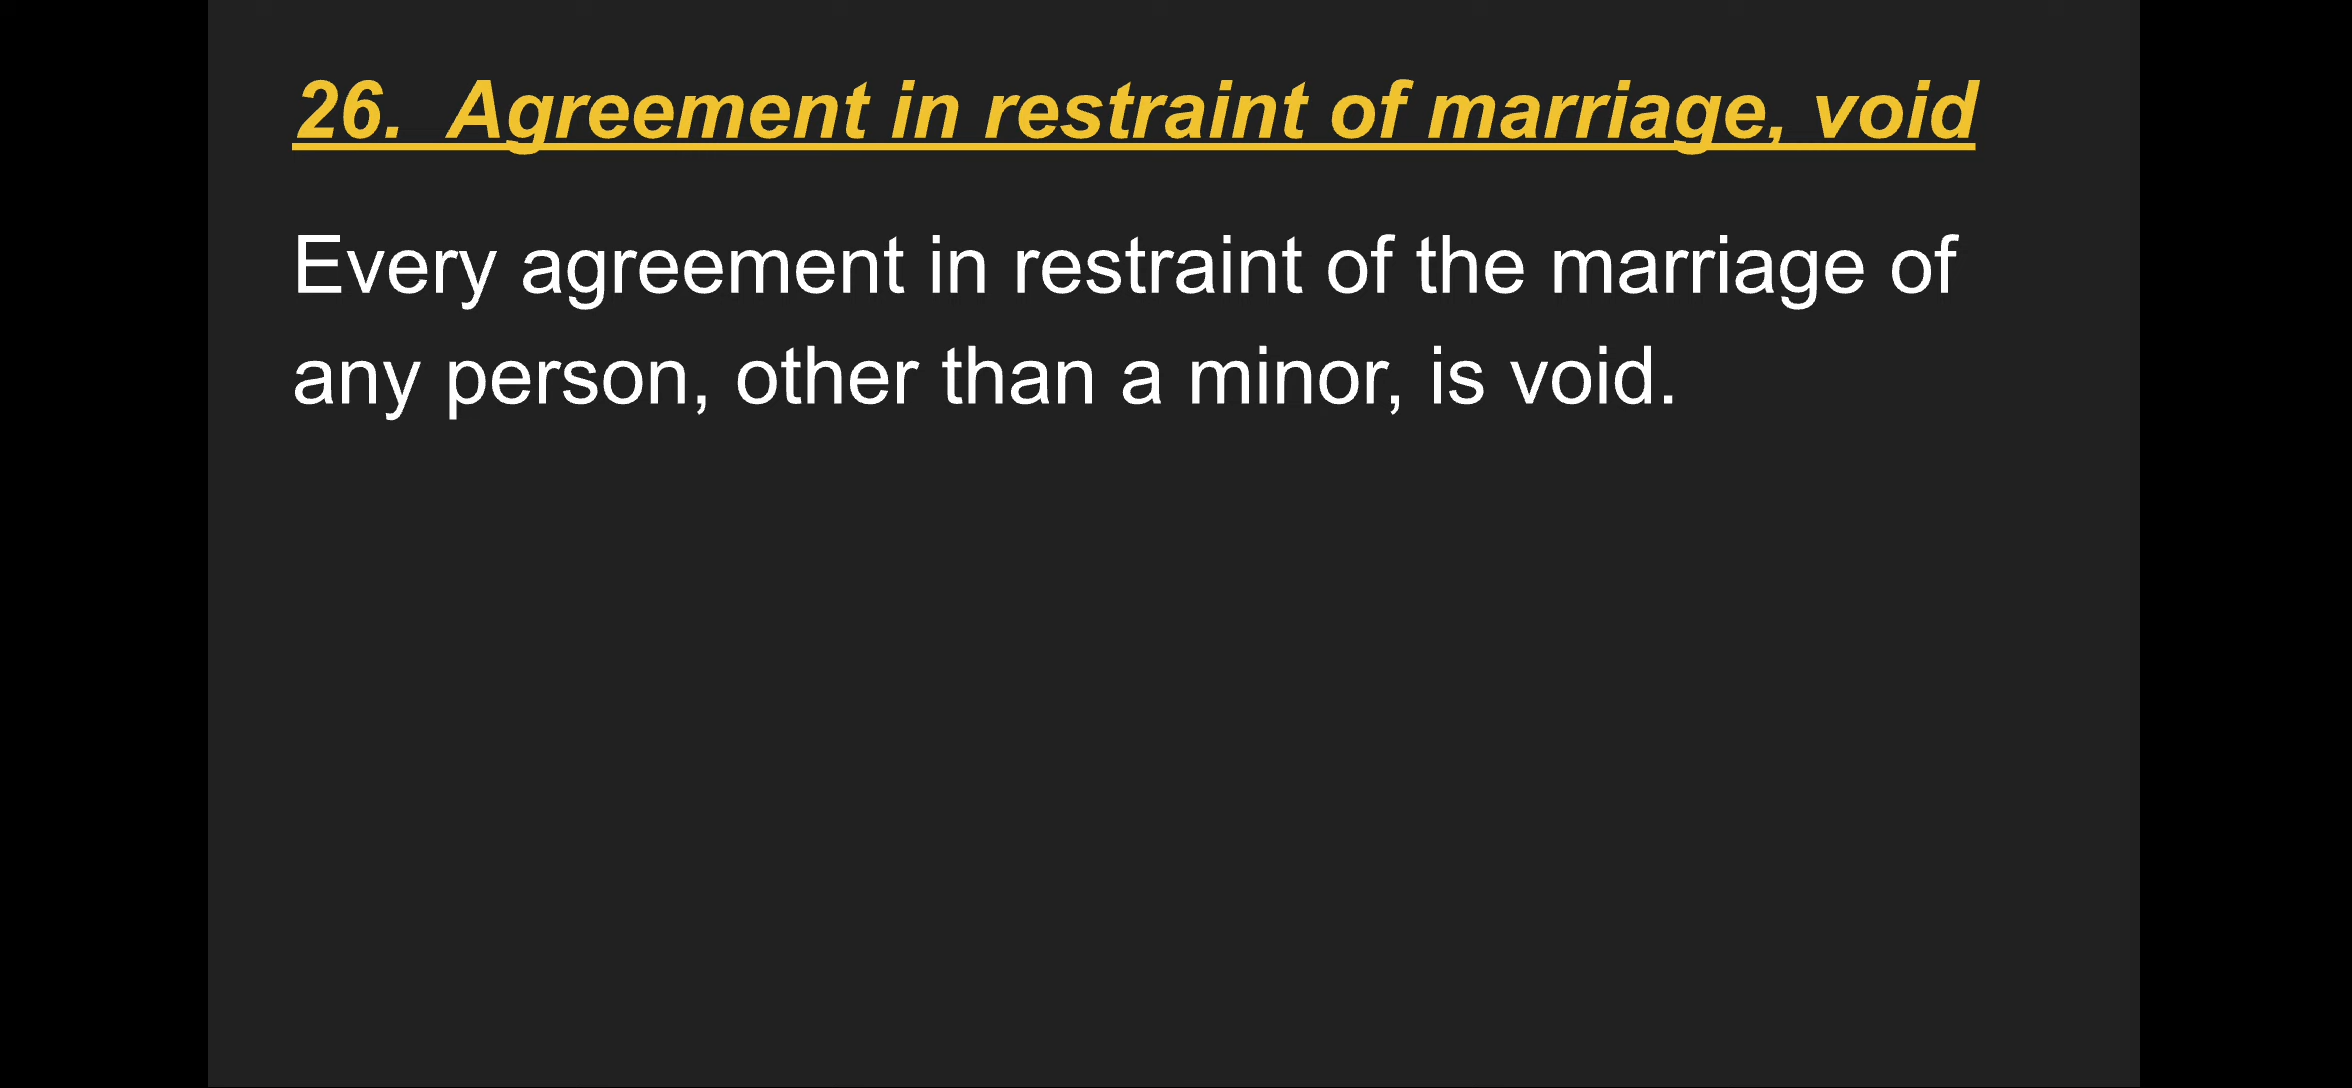 26. Agreement in restraint of marriage, void
Every agreement in restraint of the marriage of
any person, other than a minor, is void.